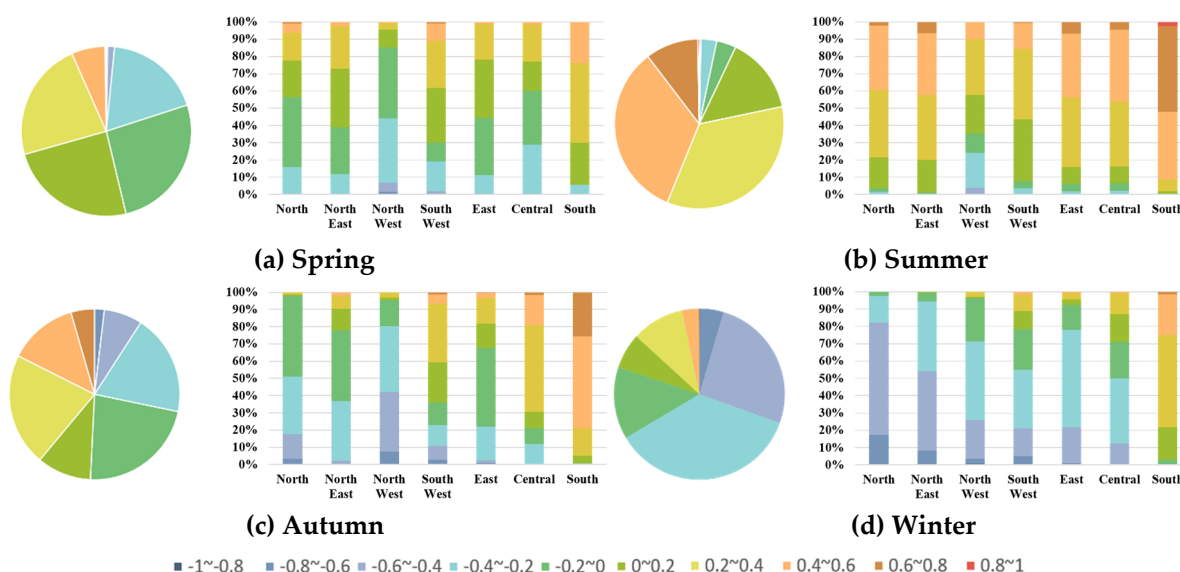 100%
90%
80%
70%
60%
50%
40%
30%
20%
10%
0%
North
North East
North West
South West
East
Central
South
(a) Spring
100%
90%
80%
70%
60%
50%
40%
30%
20%
10%
0%
North
North East
North West
South West
East
Central
South
(b) Summer
100%
90%
80%
70%
60%
50%
40%
30%
20%
10%
0%
North
North East
North West
South West
East
Central
South
(c) Autumn
100%
90%
80%
70%
60%
50%
40%
30%
20%
10%
0%
North
North East
North West
South West
East
Central
South
(d) Winter
-1~-0.8 -0.8~-0.6 -0.6~-0.4 -0.4~-0.2 -0.2~0 0~0.2 0.2~0.4 0.4~0.6 0.6~0.8 0.8~1